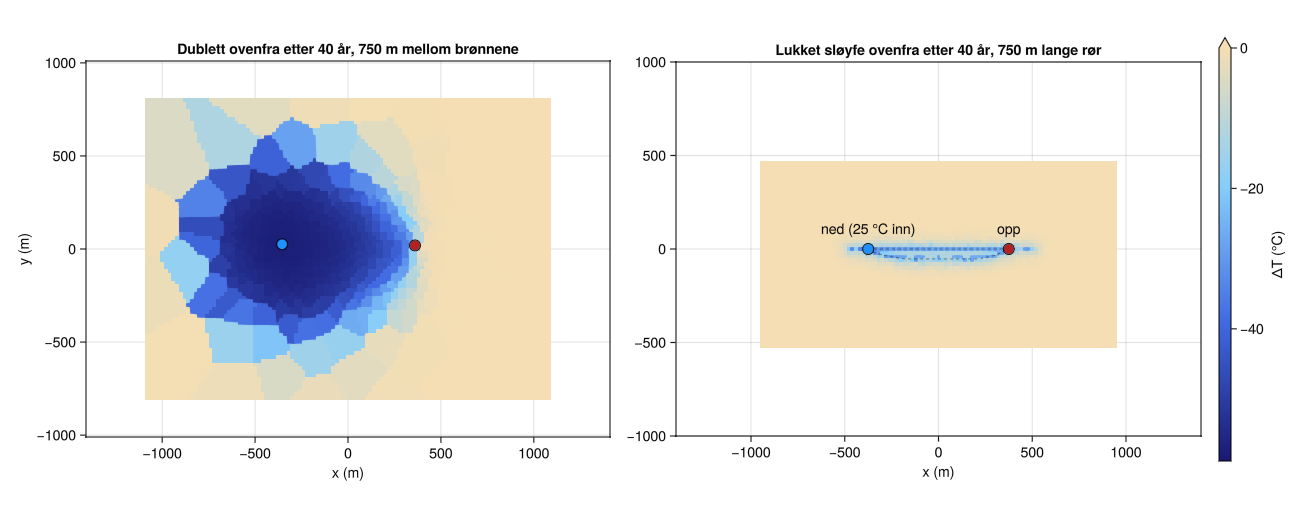 Dublett ovenfra etter 40 år, 750 m mellom brønnene
1000
500
0
−500
−1000
y (m)
−1000
−500
0
500
1000
x (m)
Lukket sløyfe ovenfra etter 40 år, 750 m lange rør
1000
500
0
−500
−1000
ned (25 °C inn)
opp
−1000
−500
0
500
1000
x (m)
0
−20
−40
ΔT (°C)